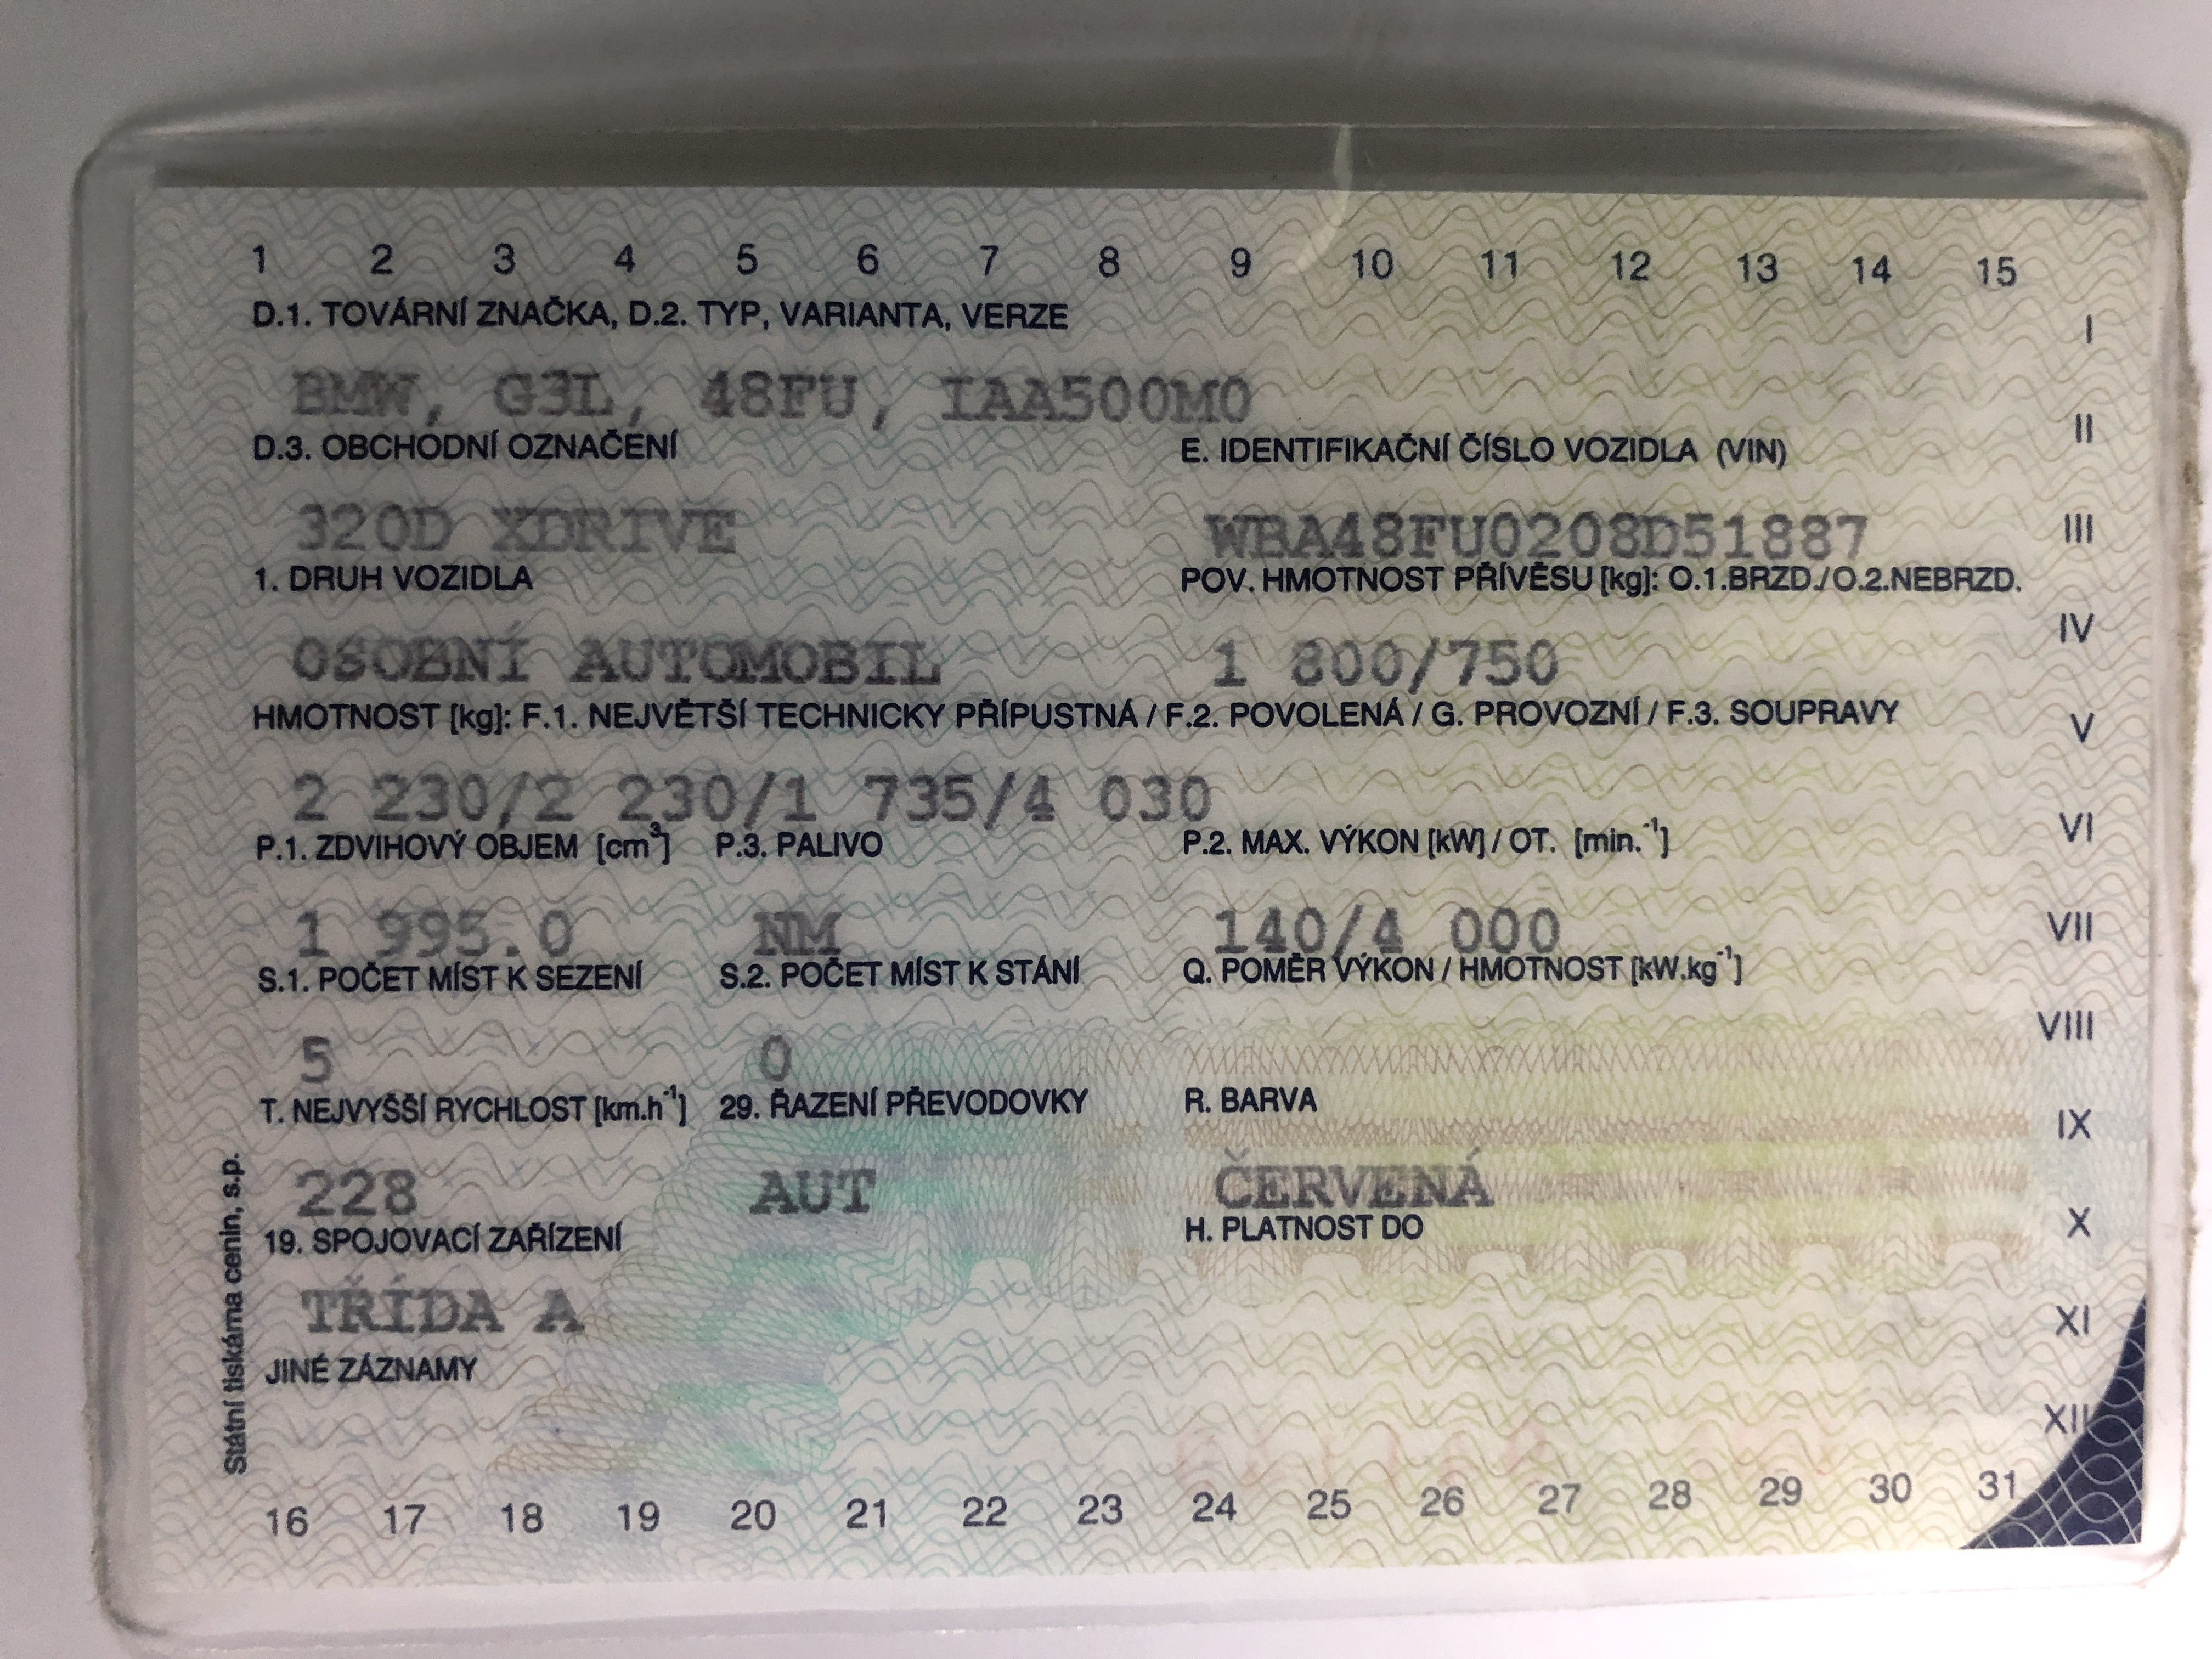 1 2 3 4 5 6 7 8 9 10 11 12 13 14 15
D.1. TOVÁRNÍ ZNAČKA, D.2. TYP, VARIANTA, VERZE
I
BMW, G3L, 48FU, IAA500M0
D.3. OBCHODNÍ OZNAČENÍ E. IDENTIFIKAČNÍ ČÍSLO VOZIDLA (VIN)
II
320D XDRIVE WBA48FU0208D51887
III
1. DRUH VOZIDLA POV. HMOTNOST PŘÍVĚSU [kg]: O.1.BRZD./O.2.NEBRZD.
IV
OSOBNÍ AUTOMOBIL 1 800/750
HMOTNOST [kg]: F.1. NEJVĚTŠÍ TECHNICKY PŘÍPUSTNÁ / F.2. POVOLENÁ / G. PROVOZNÍ / F.3. SOUPRAVY
V
2 230/2 230/1 735/4 030
P.1. ZDVIHOVÝ OBJEM [cm³] P.3. PALIVO P.2. MAX. VÝKON [kW] / OT. [min.⁻¹]
VI
1 995.0 NM 140/4 000
VII
S.1. POČET MÍST K SEZENÍ S.2. POČET MÍST K STÁNÍ Q. POMĚR VÝKON / HMOTNOST [kW.kg⁻¹]
VIII
5 0
T. NEJVYŠŠÍ RYCHLOST [km.h⁻¹] 29. ŘAZENÍ PŘEVODOVKY R. BARVA
IX
228 AUT ČERVENÁ
19. SPOJOVACÍ ZAŘÍZENÍ H. PLATNOST DO
X
TŘÍDA A
XI
JINÉ ZÁZNAMY
XII
16 17 18 19 20 21 22 23 24 25 26 27 28 29 30 31
Státní tiskárna cenin, s.p.